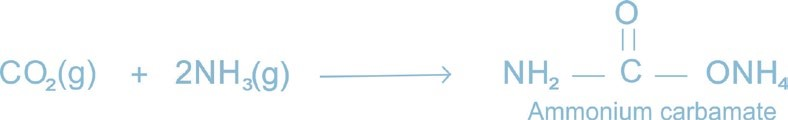 O
CO₂(g) + 2NH₃(g) → NH₂ — C — ONH₄
Ammonium carbamate